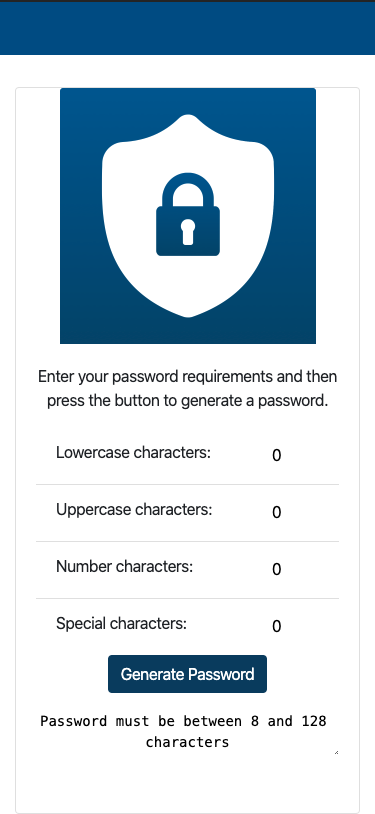 Enter your password requirements and then
press the button to generate a password.
Lowercase characters: 0
Uppercase characters: 0
Number characters: 0
Special characters: 0
Generate Password
Password must be between 8 and 128
characters